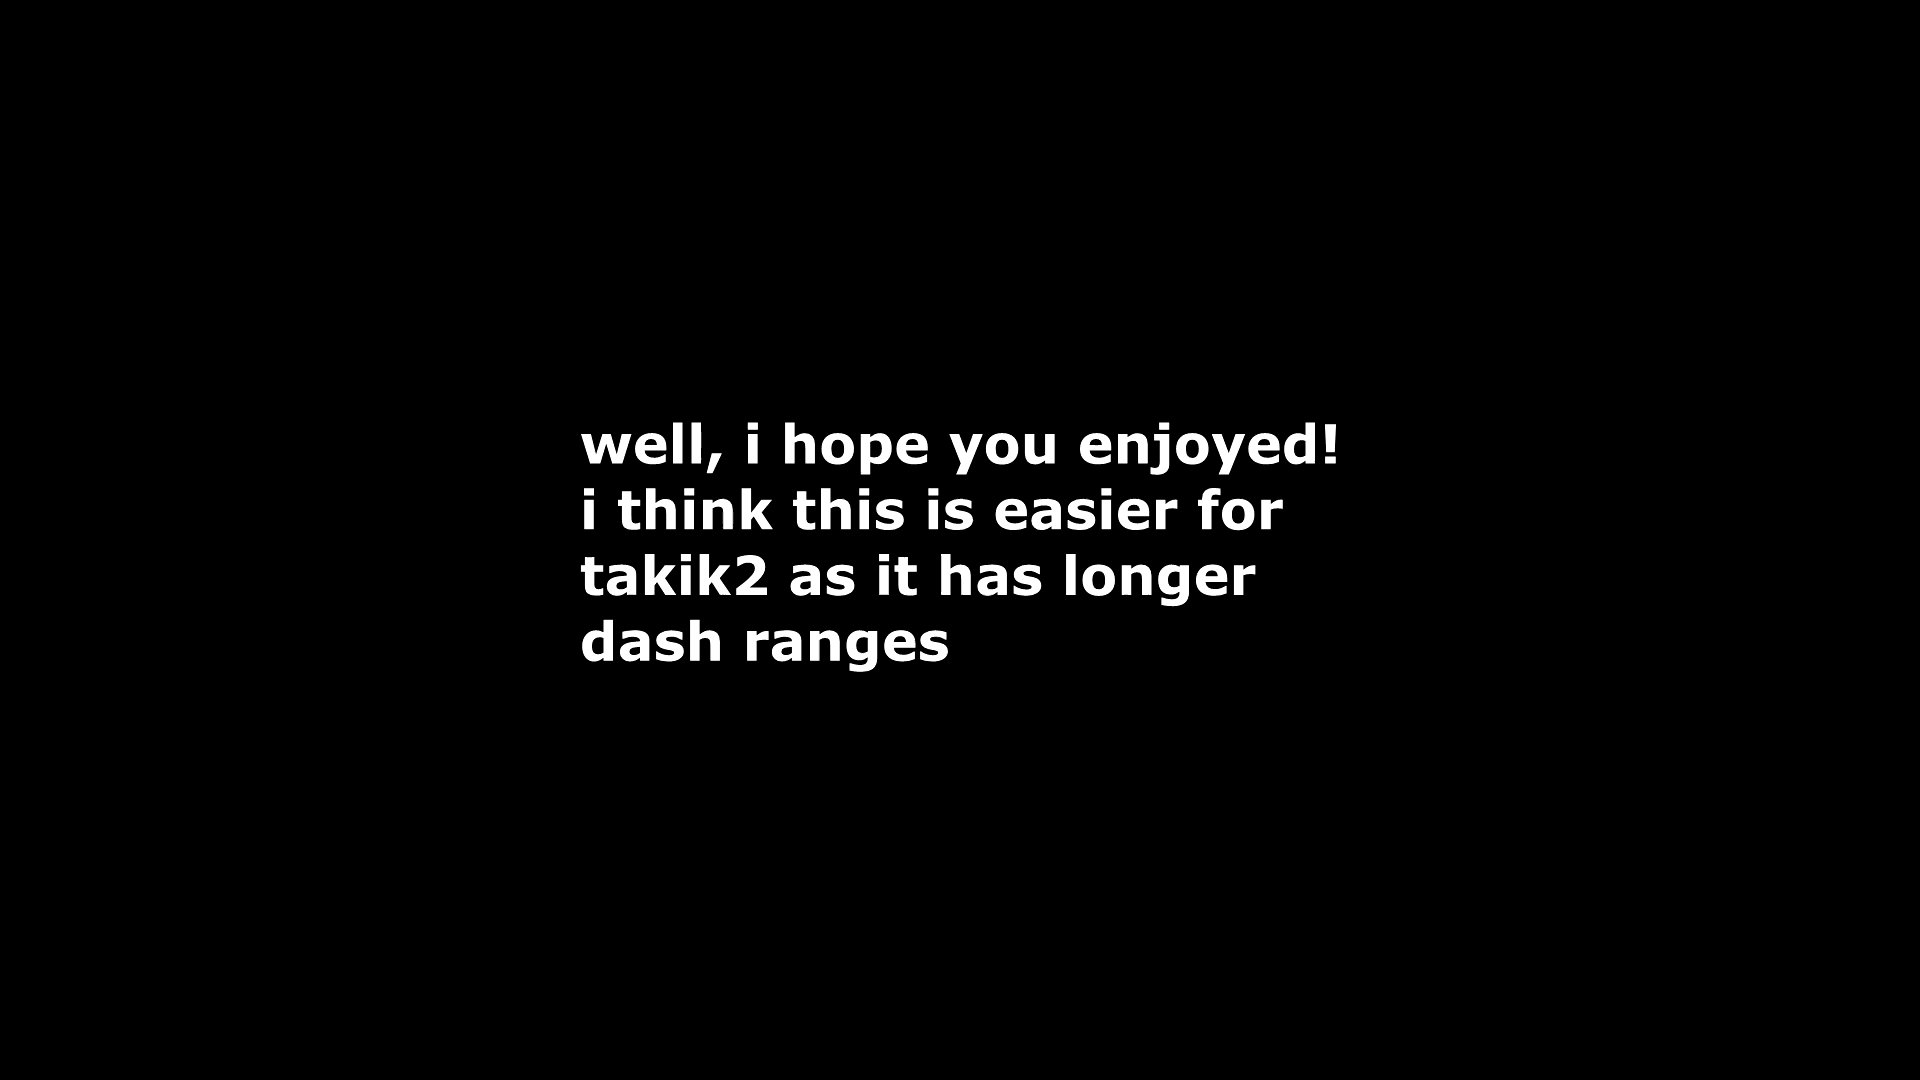 well, i hope you enjoyed!
i think this is easier for
takik2 as it has longer
dash ranges